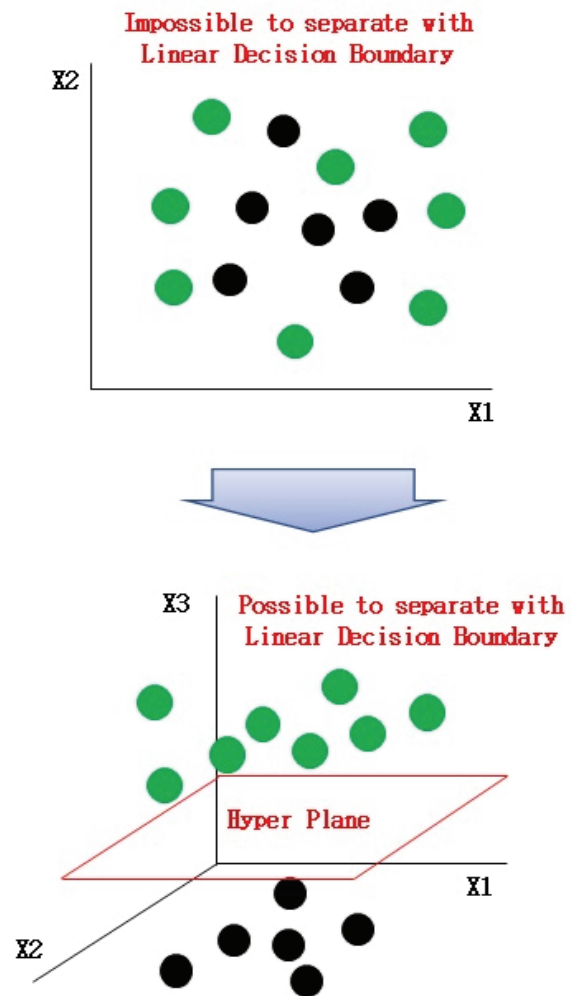 Impossible to separate with
Linear Decision Boundary
X2
X1
X3
Possible to separate with
Linear Decision Boundary
Hyper Plane
X1
X2